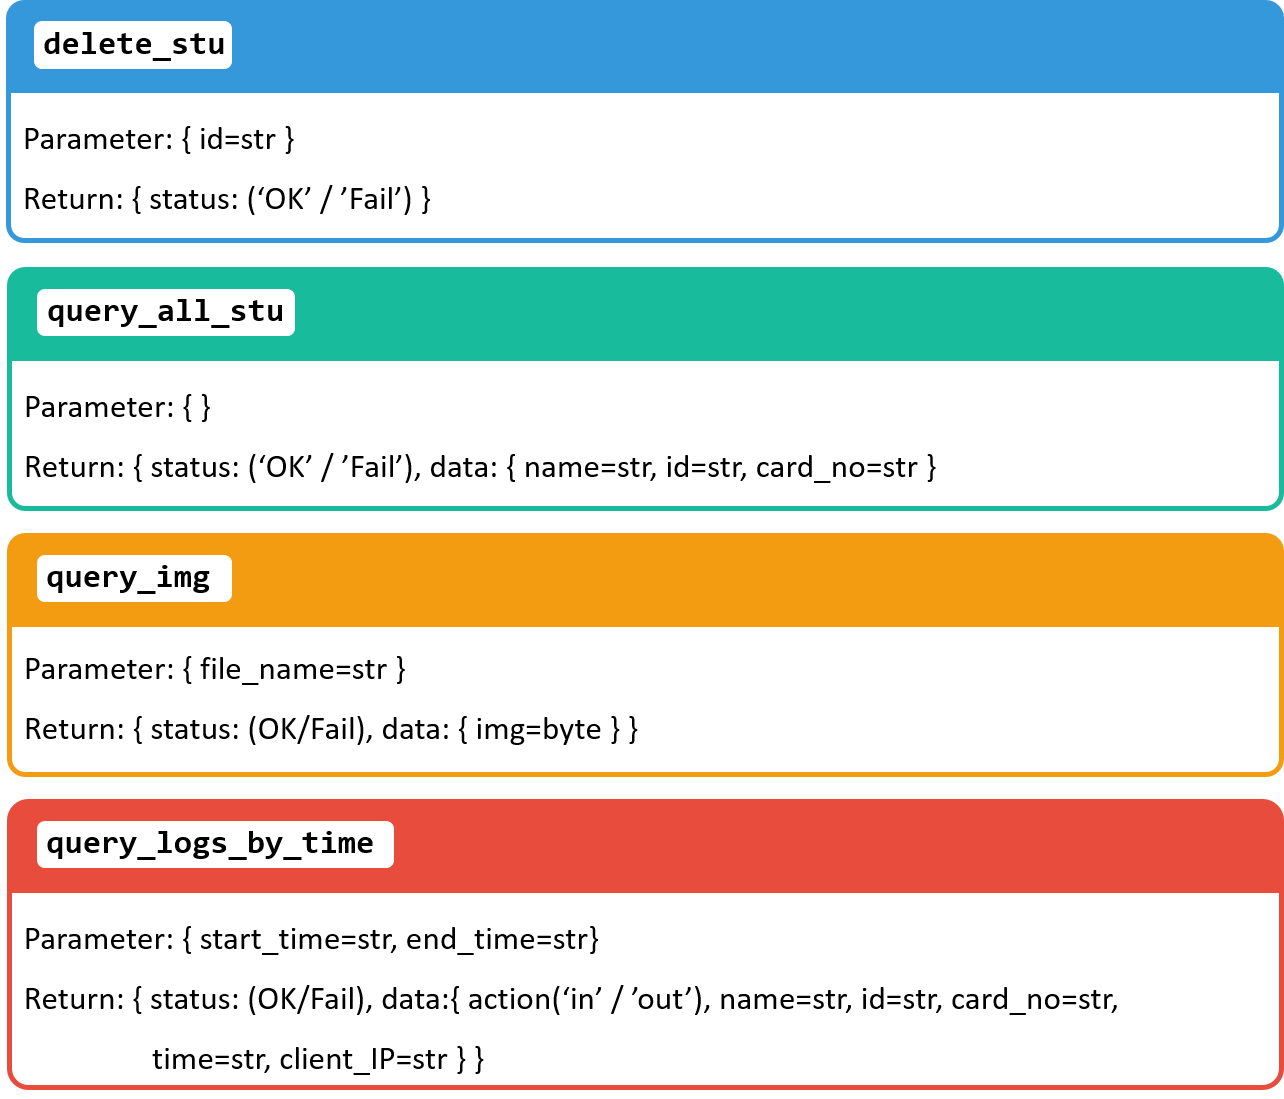 delete_stu
Parameter: { id=str }
Return: { status: (‘OK’ / ’Fail’) }
query_all_stu
Parameter: { }
Return: { status: (‘OK’ / ’Fail’), data: { name=str, id=str, card_no=str }
query_img
Parameter: { file_name=str }
Return: { status: (OK/Fail), data: { img=byte } }
query_logs_by_time
Parameter: { start_time=str, end_time=str}
Return: { status: (OK/Fail), data:{ action(‘in’ / ’out’), name=str, id=str, card_no=str,
time=str, client_IP=str } }